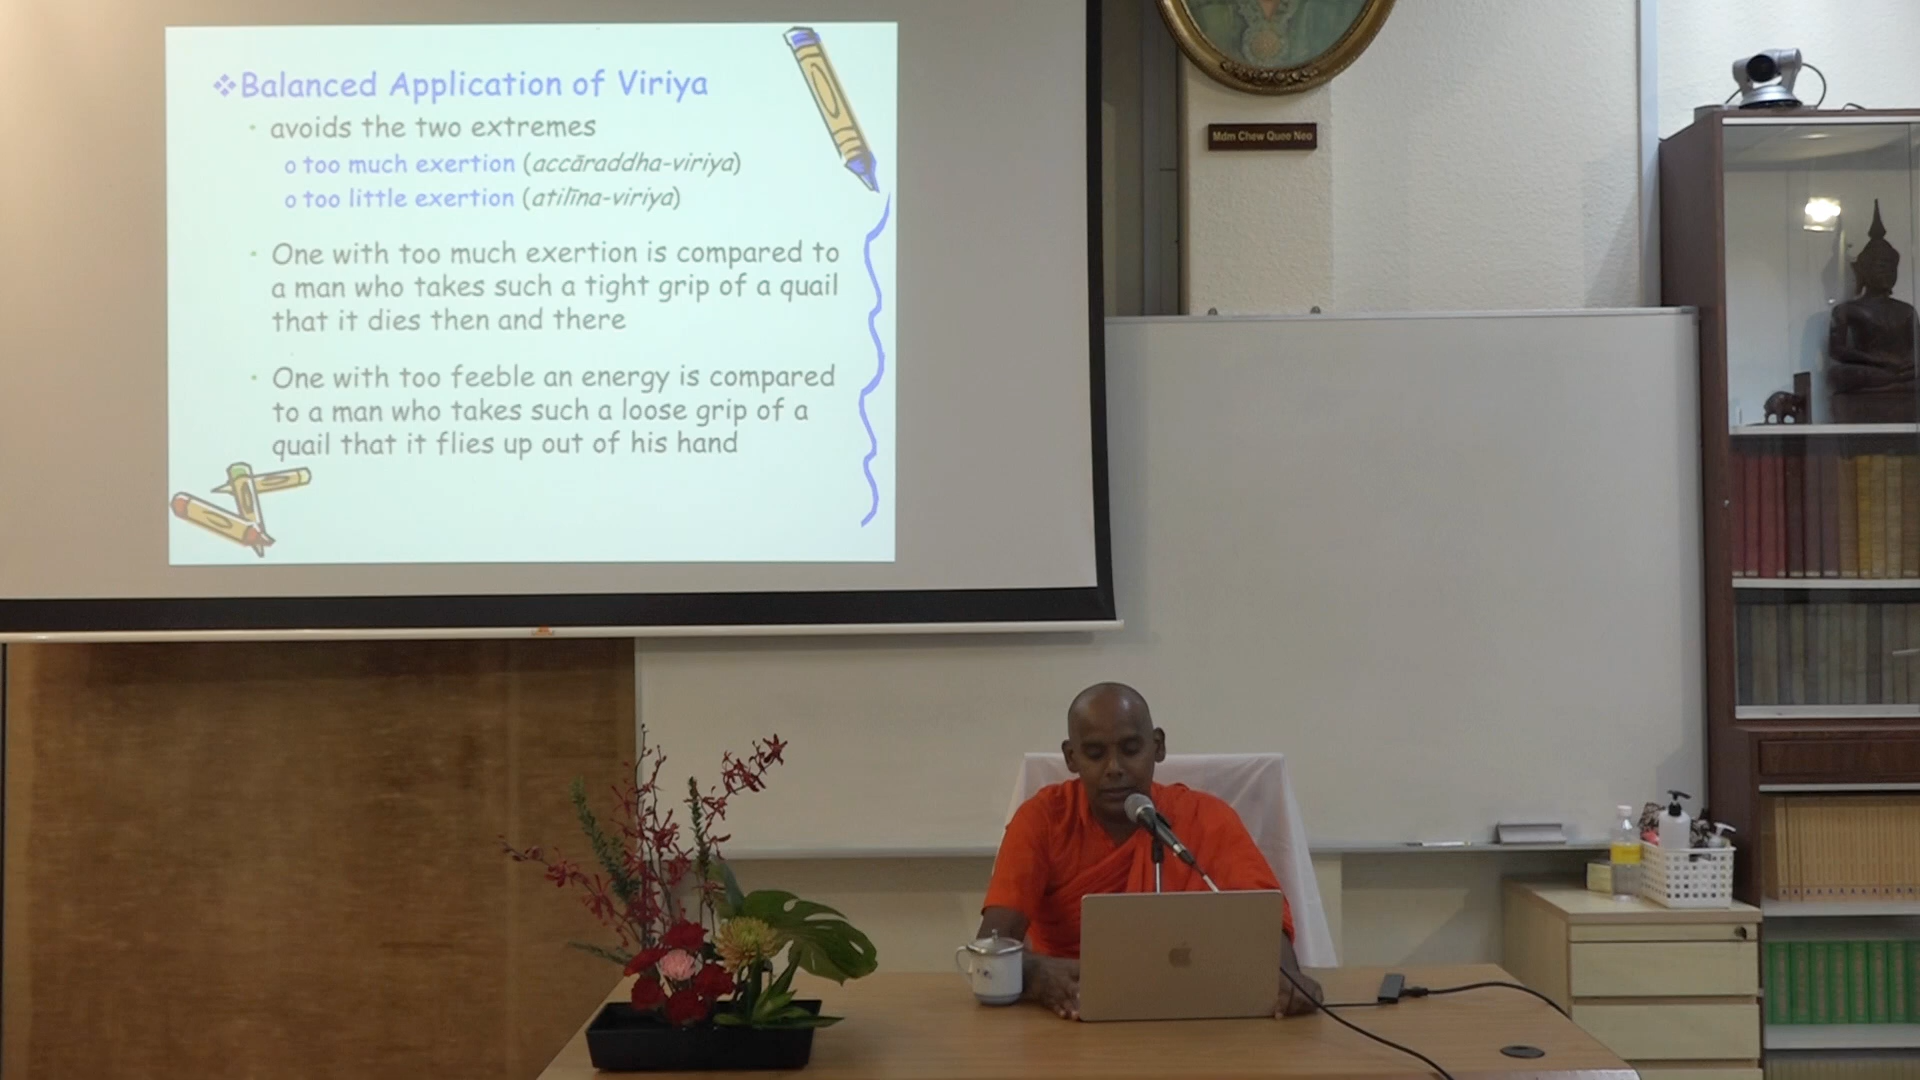 ❖Balanced Application of Viriya
• avoids the two extremes
o too much exertion (accāraddha-viriya)
o too little exertion (atilīna-viriya)
• One with too much exertion is compared to
a man who takes such a tight grip of a quail
that it dies then and there
• One with too feeble an energy is compared
to a man who takes such a loose grip of a
quail that it flies up out of his hand
Mdm Chew Quee Neo